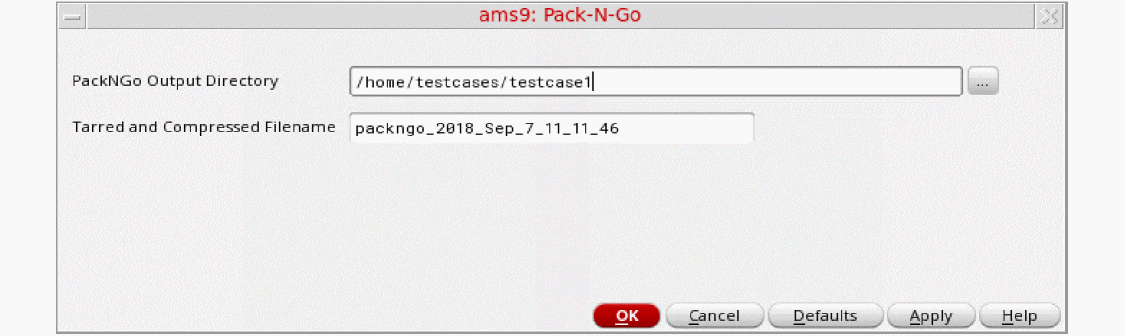 ams9: Pack-N-Go
PackNGo Output Directory /home/testcases/testcase1 ...
Tarred and Compressed Filename packngo_2018_Sep_7_11_11_46
OK Cancel Defaults Apply Help